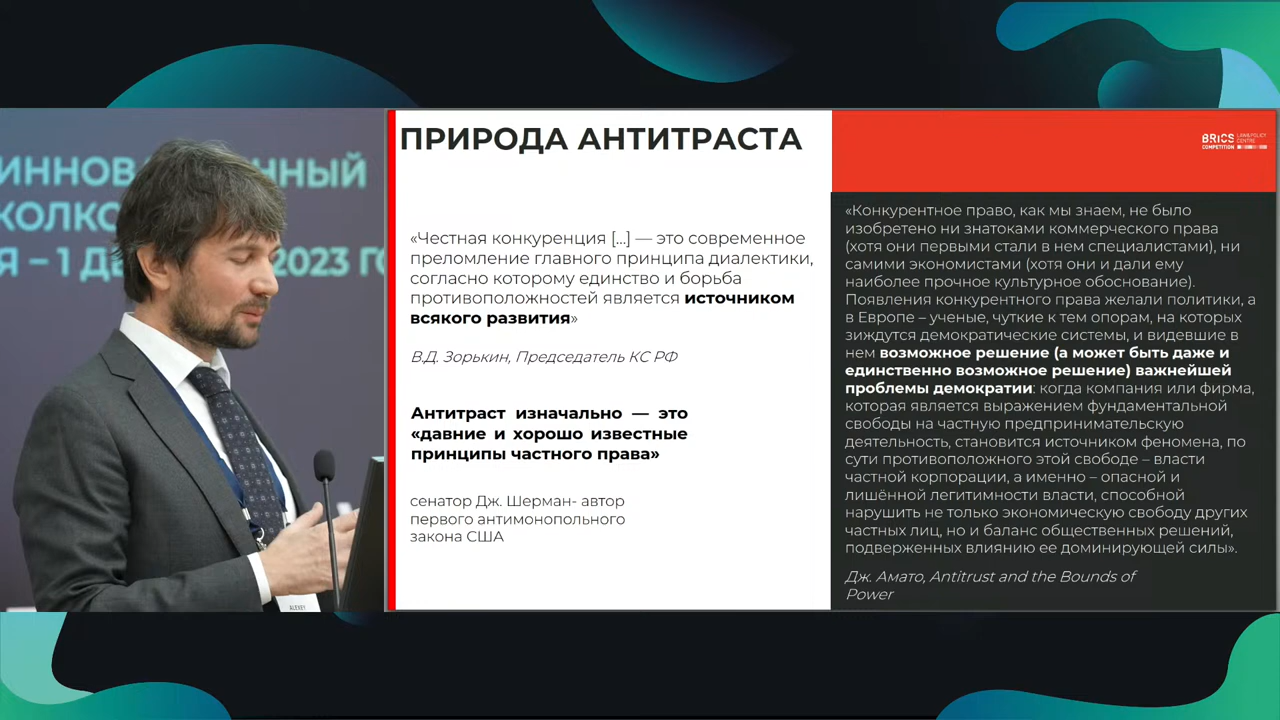 ИННОВ
ННЫЙ
КОЛКО
Я – 1 ДЕ
2023 ГО
ALEXEY
ПРИРОДА АНТИТРАСТА
«Честная конкуренция [...] — это современное
преломление главного принципа диалектики,
согласно которому единство и борьба
противоположностей является источником
всякого развития»
В.Д. Зорькин, Председатель КС РФ
Антитраст изначально — это
«давние и хорошо известные
принципы частного права»
сенатор Дж. Шерман- автор
первого антимонопольного
закона США
BRICS LAW&POLICY
CENTRE
COMPETITION
«Конкурентное право, как мы знаем, не было
изобретено ни знатоками коммерческого права
(хотя они первыми стали в нем специалистами), ни
самими экономистами (хотя они и дали ему
наиболее прочное культурное обоснование).
Появления конкурентного права желали политики, а
в Европе – ученые, чуткие к тем опорам, на которых
зиждутся демократические системы, и видевшие в
нем возможное решение (а может быть даже и
единственно возможное решение) важнейшей
проблемы демократии: когда компания или фирма,
которая является выражением фундаментальной
свободы на частную предпринимательскую
деятельность, становится источником феномена, по
сути противоположного этой свободе – власти
частной корпорации, а именно – опасной и
лишённой легитимности власти, способной
нарушить не только экономическую свободу других
частных лиц, но и баланс общественных решений,
подверженных влиянию ее доминирующей силы».
Дж. Амато, Antitrust and the Bounds of
Power